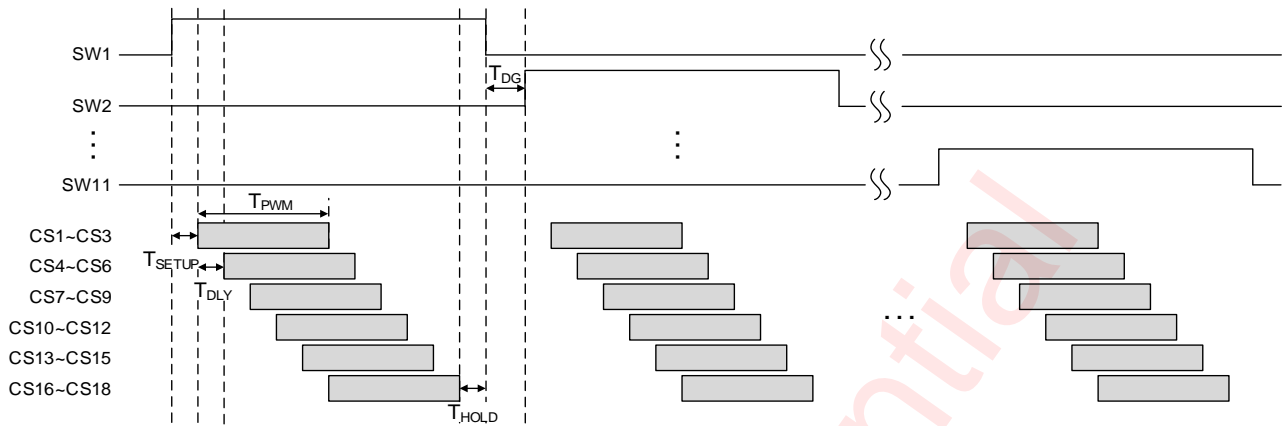 SW1
T_DG
SW2
⋮ ⋮
SW11
T_PWM
CS1~CS3
T_SETUP
CS4~CS6
T_DLY
CS7~CS9
CS10~CS12
...
CS13~CS15
CS16~CS18
T_HOLD
ntial